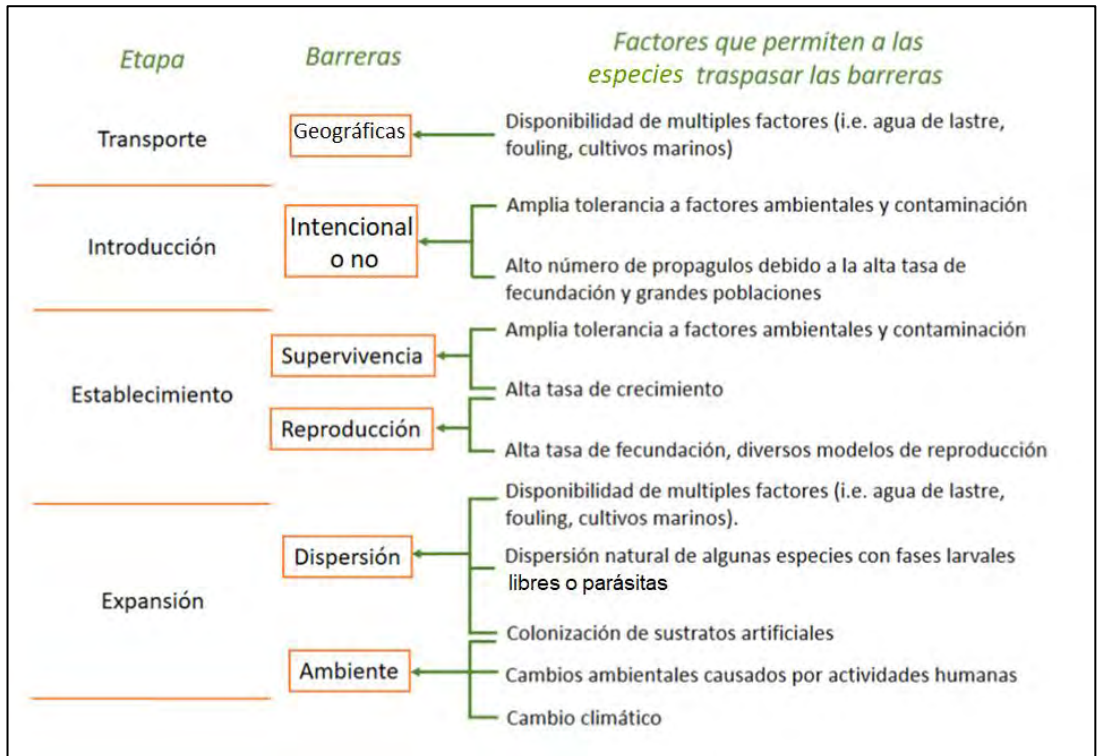 Etapa
Barreras
Factores que permiten a las
especies traspasar las barreras
Transporte
Geográficas
Disponibilidad de multiples factores (i.e. agua de lastre,
fouling, cultivos marinos)
Introducción
Intencional
o no
Amplia tolerancia a factores ambientales y contaminación
Alto número de propagulos debido a la alta tasa de
fecundación y grandes poblaciones
Establecimiento
Supervivencia
Amplia tolerancia a factores ambientales y contaminación
Alta tasa de crecimiento
Reproducción
Alta tasa de fecundación, diversos modelos de reproducción
Expansión
Dispersión
Disponibilidad de multiples factores (i.e. agua de lastre,
fouling, cultivos marinos).
Dispersión natural de algunas especies con fases larvales
libres o parásitas
Colonización de sustratos artificiales
Ambiente
Cambios ambientales causados por actividades humanas
Cambio climático